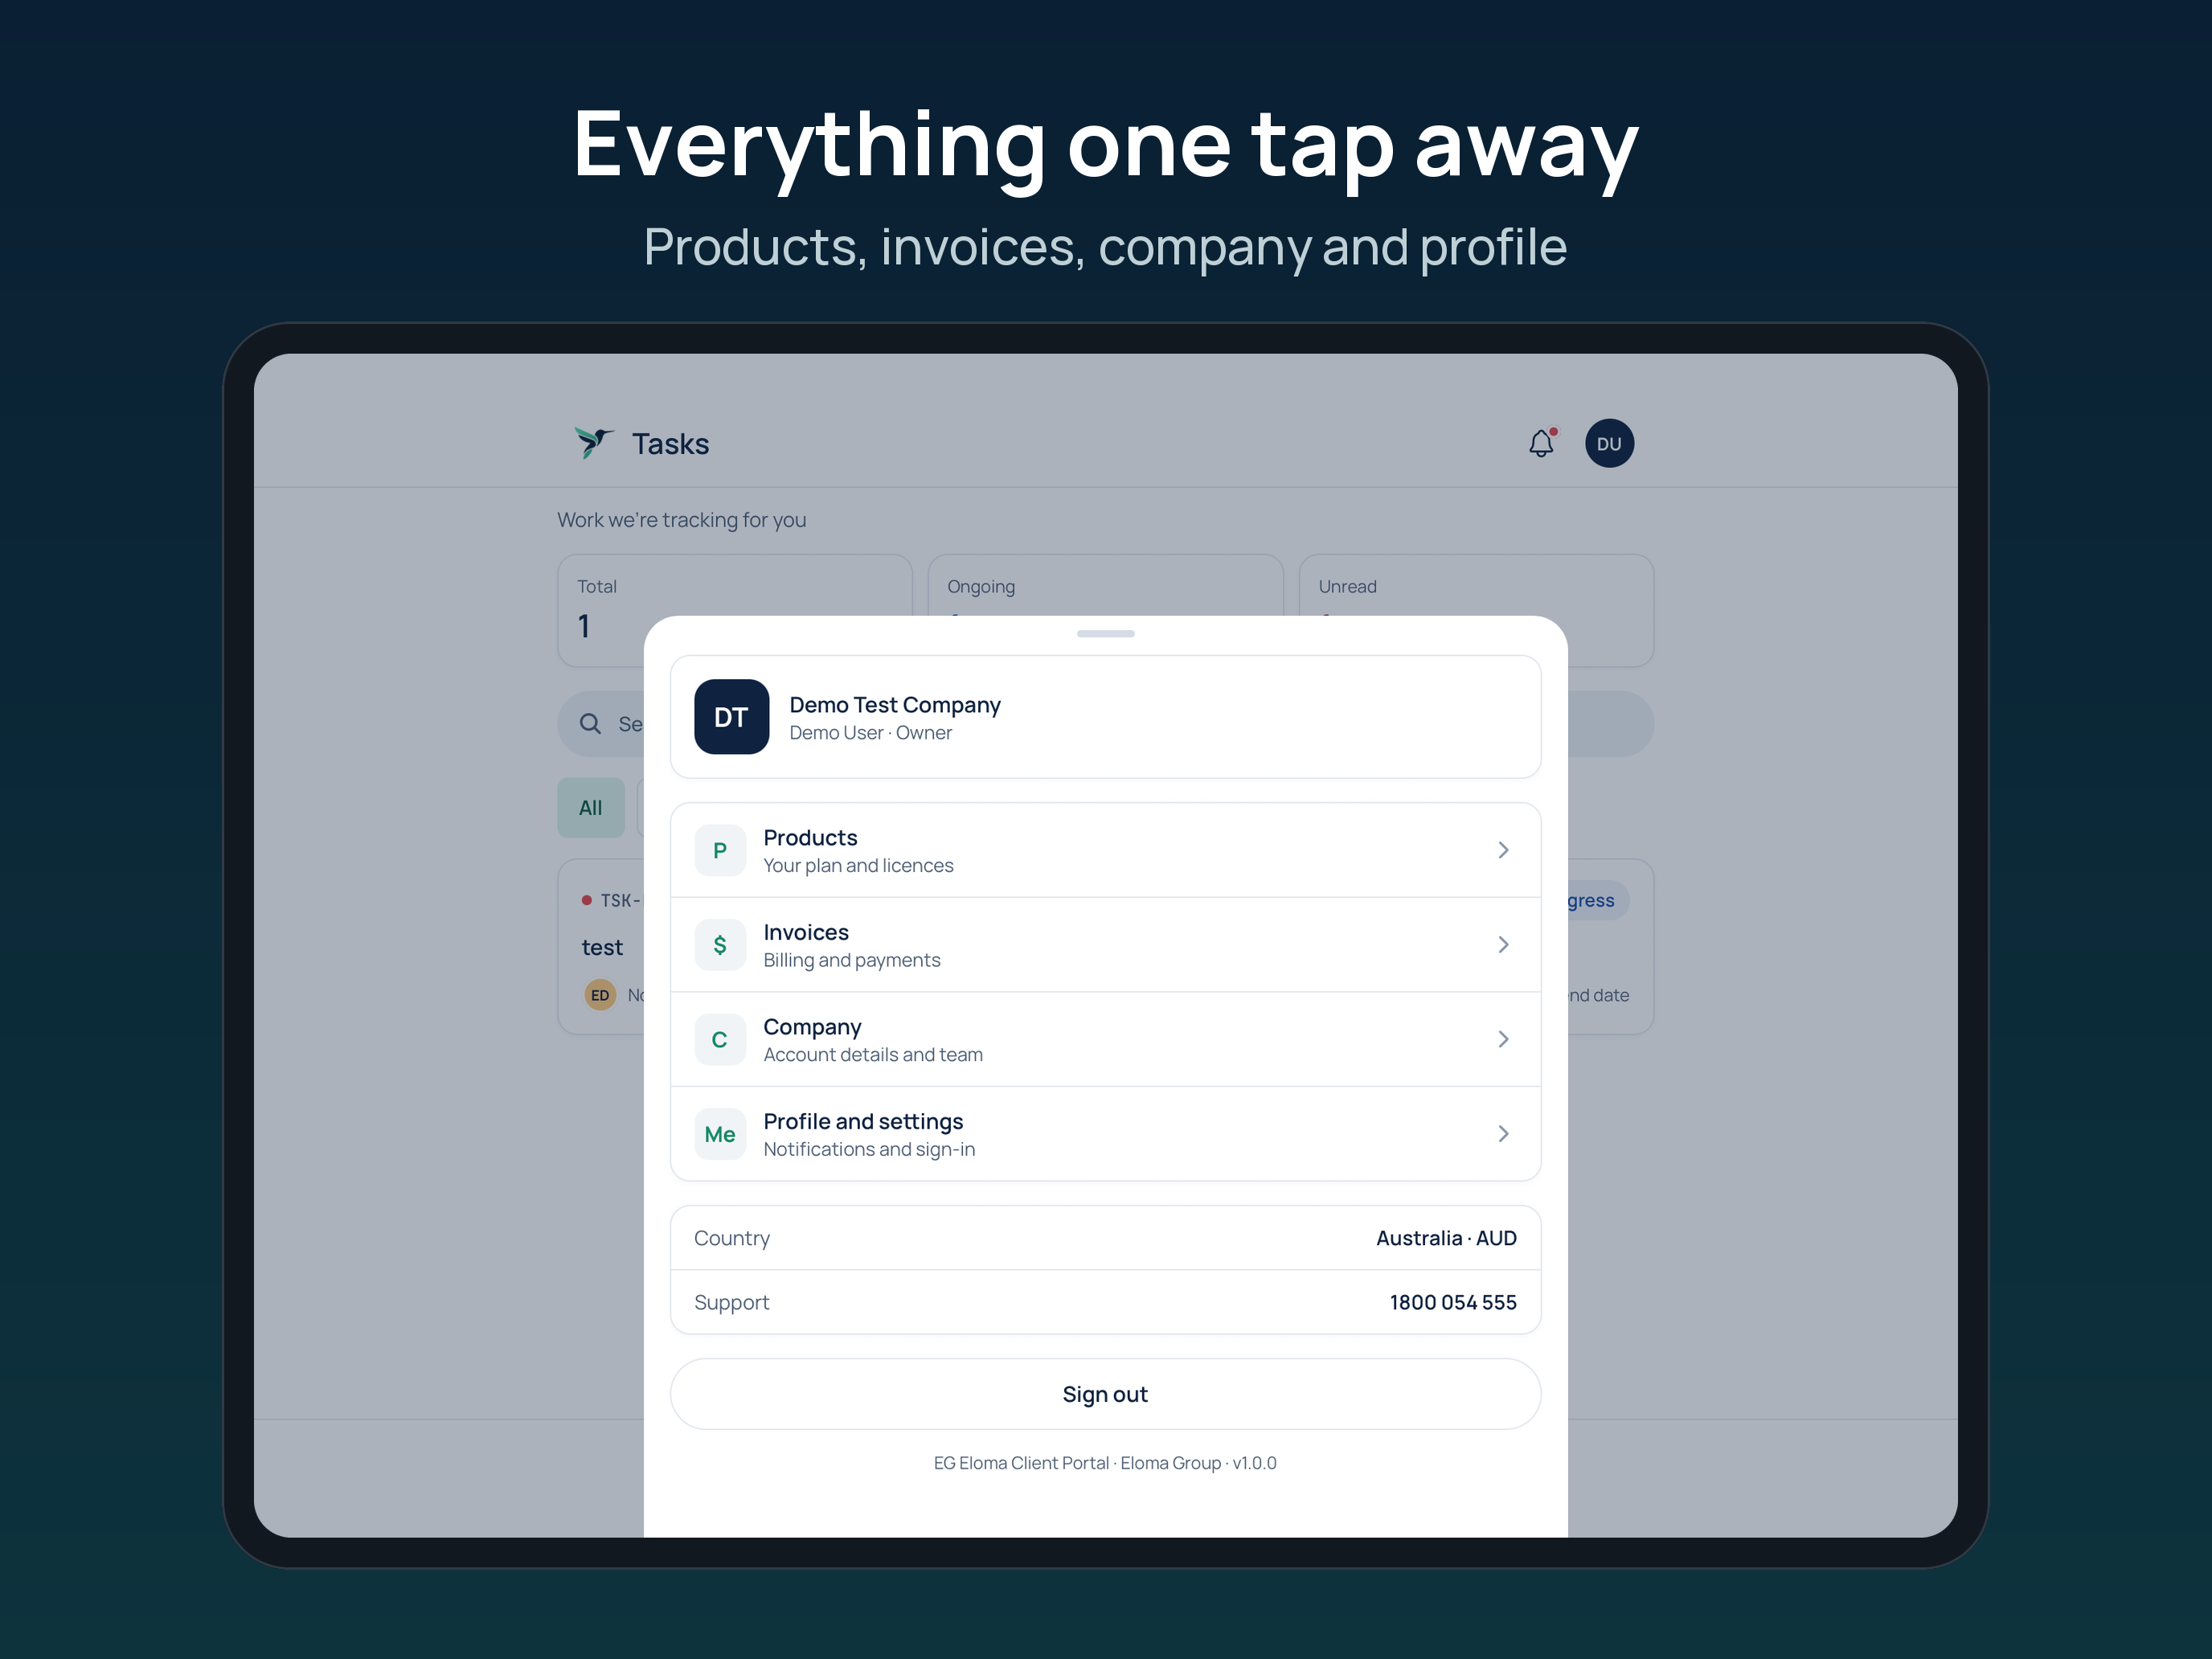 Everything one tap away
Products, invoices, company and profile
Tasks
DU
Work we're tracking for you
Total
Ongoing
Unread
1
DT
Demo Test Company
Demo User · Owner
All
P
Products
Your plan and licences
TSK-
test
ED
$
Invoices
Billing and payments
C
Company
Account details and team
Me
Profile and settings
Notifications and sign-in
date
Country
Australia · AUD
Support
1800 054 555
Sign out
EG Eloma Client Portal · Eloma Group · v1.0.0